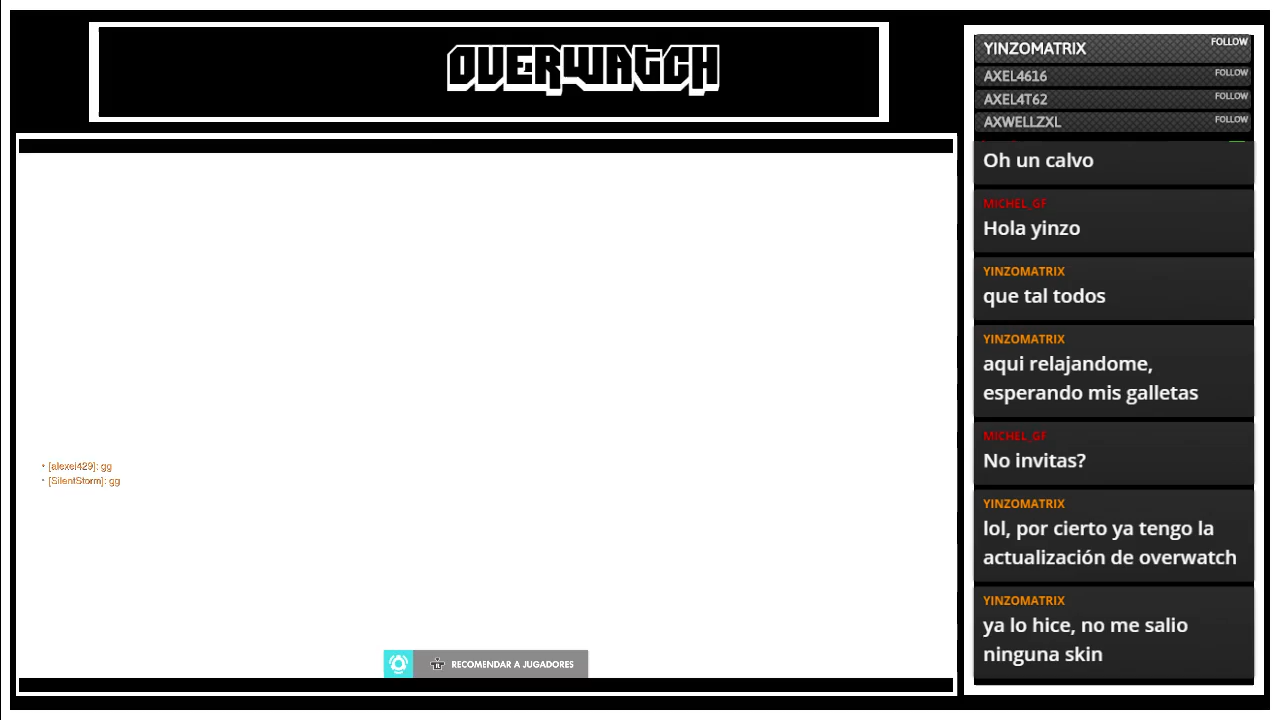 OVERWATCH
• [alexel429]: gg
• [SilentStorm]: gg
RECOMENDAR A JUGADORES
YINZOMATRIX FOLLOW
AXEL4616 FOLLOW
AXEL4T62 FOLLOW
AXWELLZXL FOLLOW
Oh un calvo
MICHEL_GF
Hola yinzo
YINZOMATRIX
que tal todos
YINZOMATRIX
aqui relajandome,
esperando mis galletas
MICHEL_GF
No invitas?
YINZOMATRIX
lol, por cierto ya tengo la
actualización de overwatch
YINZOMATRIX
ya lo hice, no me salio
ninguna skin